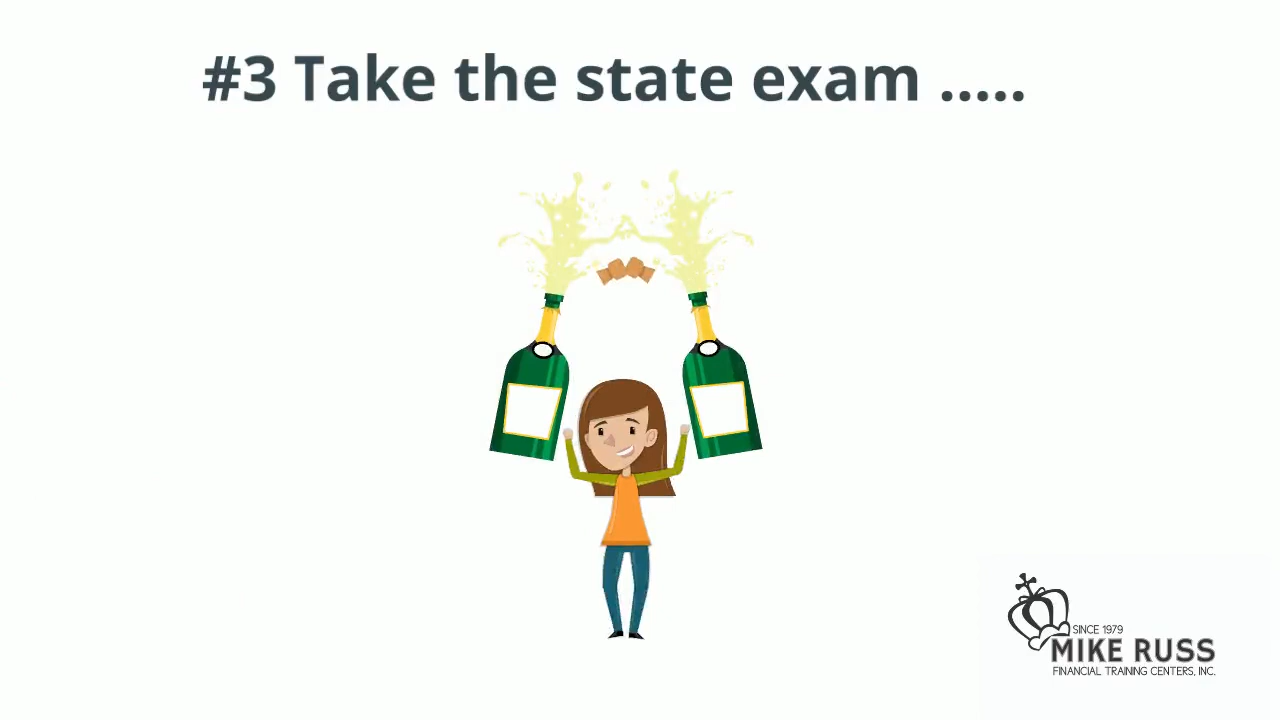 #3 Take the state exam .....
SINCE 1979
MIKE RUSS
FINANCIAL TRAINING CENTERS, INC.